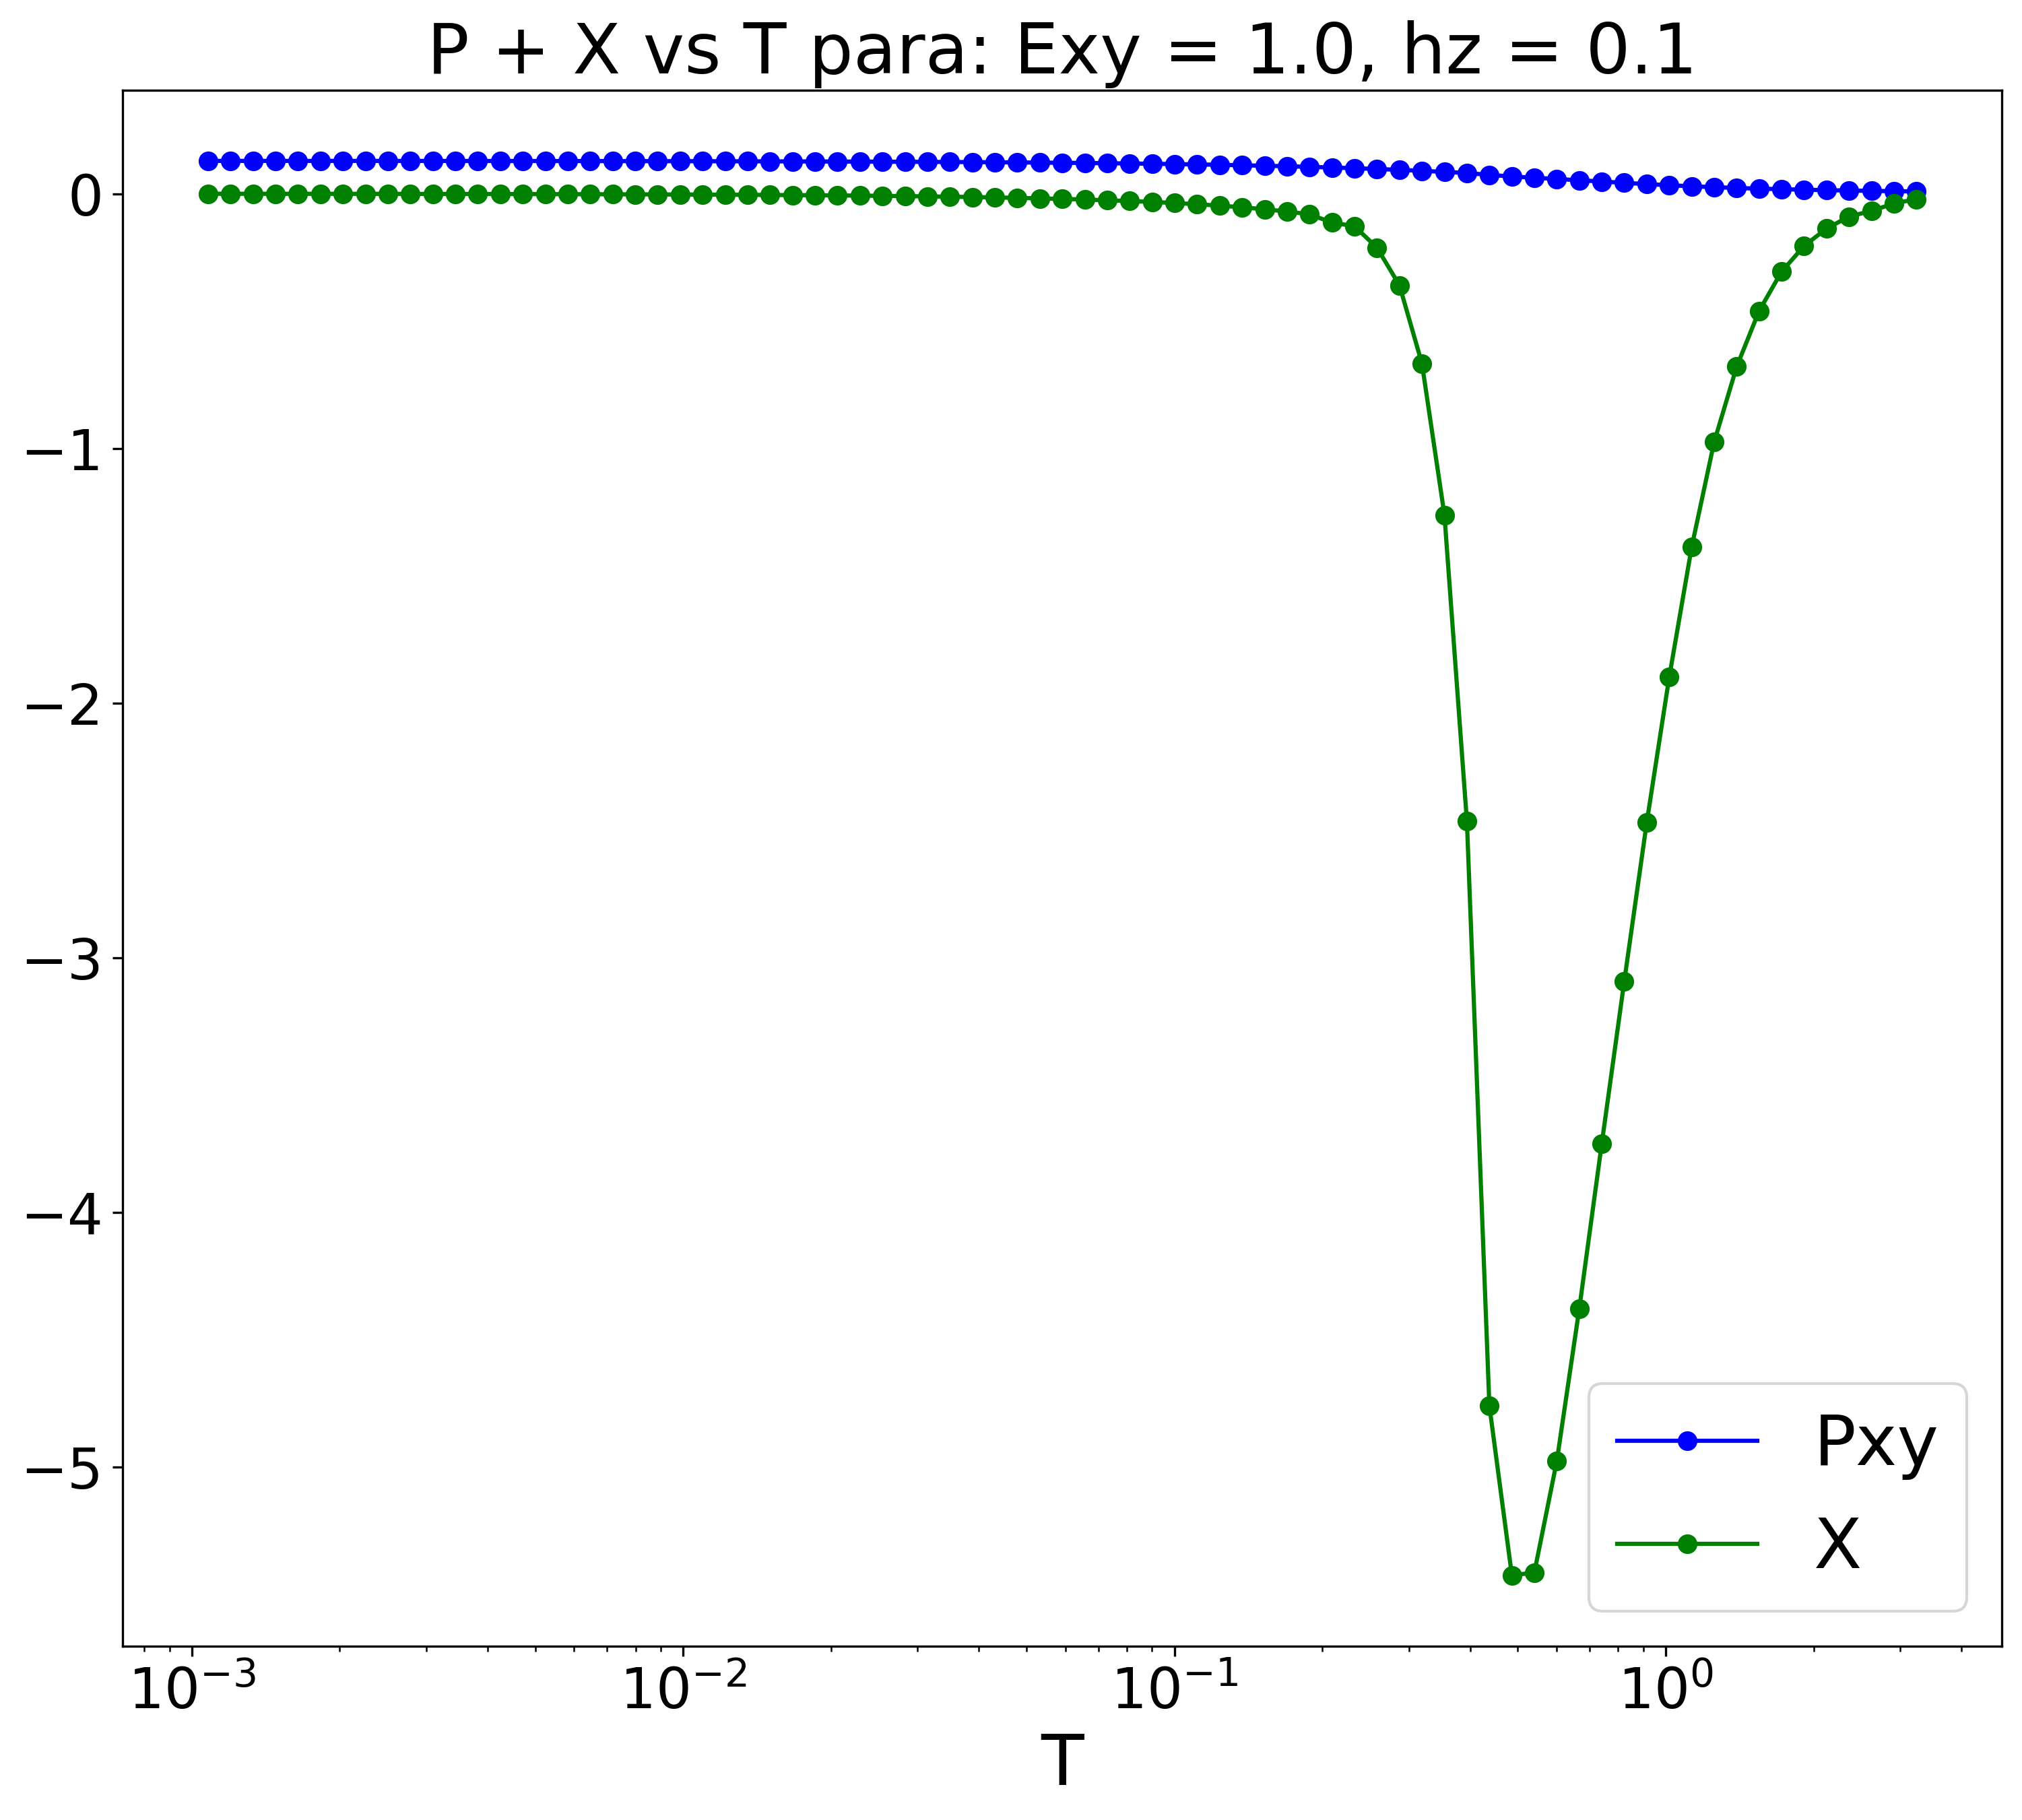 P + X vs T para: Exy = 1.0, hz = 0.1
0
−1
−2
−3
−4
−5
Pxy
X
10⁻³ 10⁻² 10⁻¹ 10⁰
T